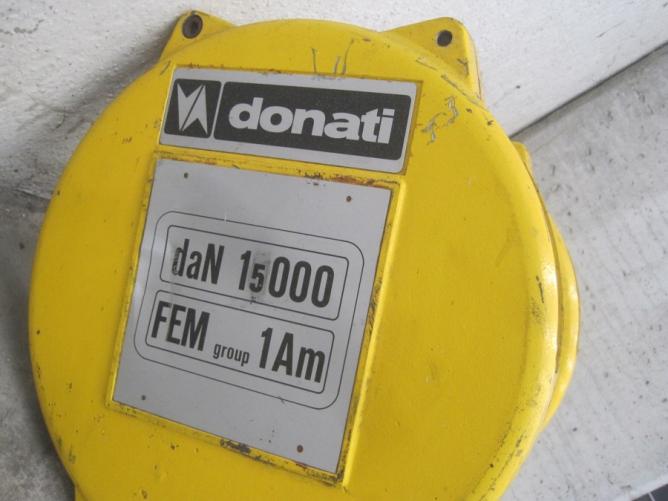 donati
daN 15000
FEM group 1Am